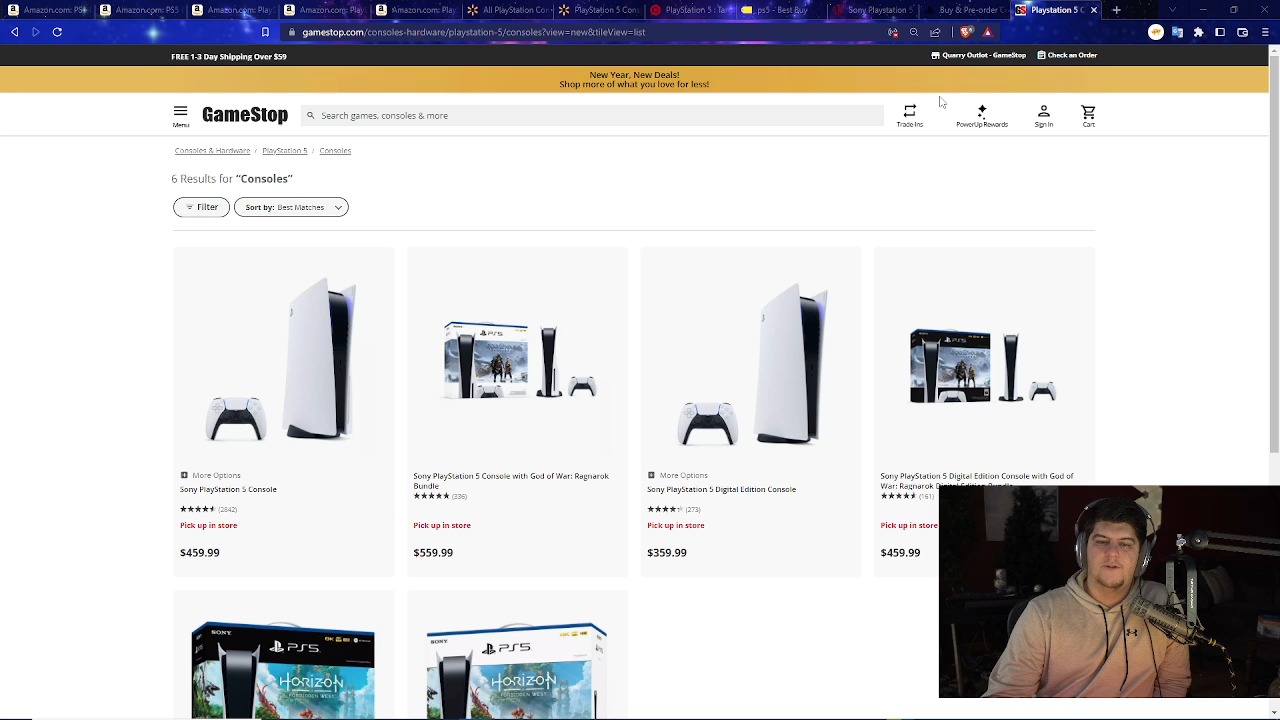 Amazon.com: PS5
Amazon.com: PS5
Amazon.com: Play
Amazon.com: Play
All PlayStation Con
PlayStation 5 Cons
PlayStation 5 : Ta
ps5 - Best Buy
Sony PlayStation 5
Buy & Pre-order C
GS Playstation 5 C
gamestop.com/consoles-hardware/playstation-5/consoles?view=new&tileView=list
FREE 1-3 Day Shipping Over $59
Quarry Outlot - GameStop
Check an Order
New Year, New Deals!
Shop more of what you love for less!
Menu
GameStop
Search games, consoles & more
Trade-Ins
PowerUp Rewards
Sign In
Cart
Consoles & Hardware / PlayStation 5 / Consoles
6 Results for “Consoles”
Filter
Sort by: Best Matches
More Options
Sony PlayStation 5 Console
(2842)
Pick up in store
$459.99
Sony PlayStation 5 Console with God of War: Ragnarok
Bundle
(336)
Pick up in store
$559.99
More Options
Sony PlayStation 5 Digital Edition Console
(273)
Pick up in store
$359.99
Sony PlayStation 5 Digital Edition Console with God of
War: Ragnarok Digital Edition Bundle
(161)
Pick up in store
$459.99
SONY
PS5
HORIZON
FORBIDDEN WEST
SONY
PS5
HORIZON
FORBIDDEN WEST